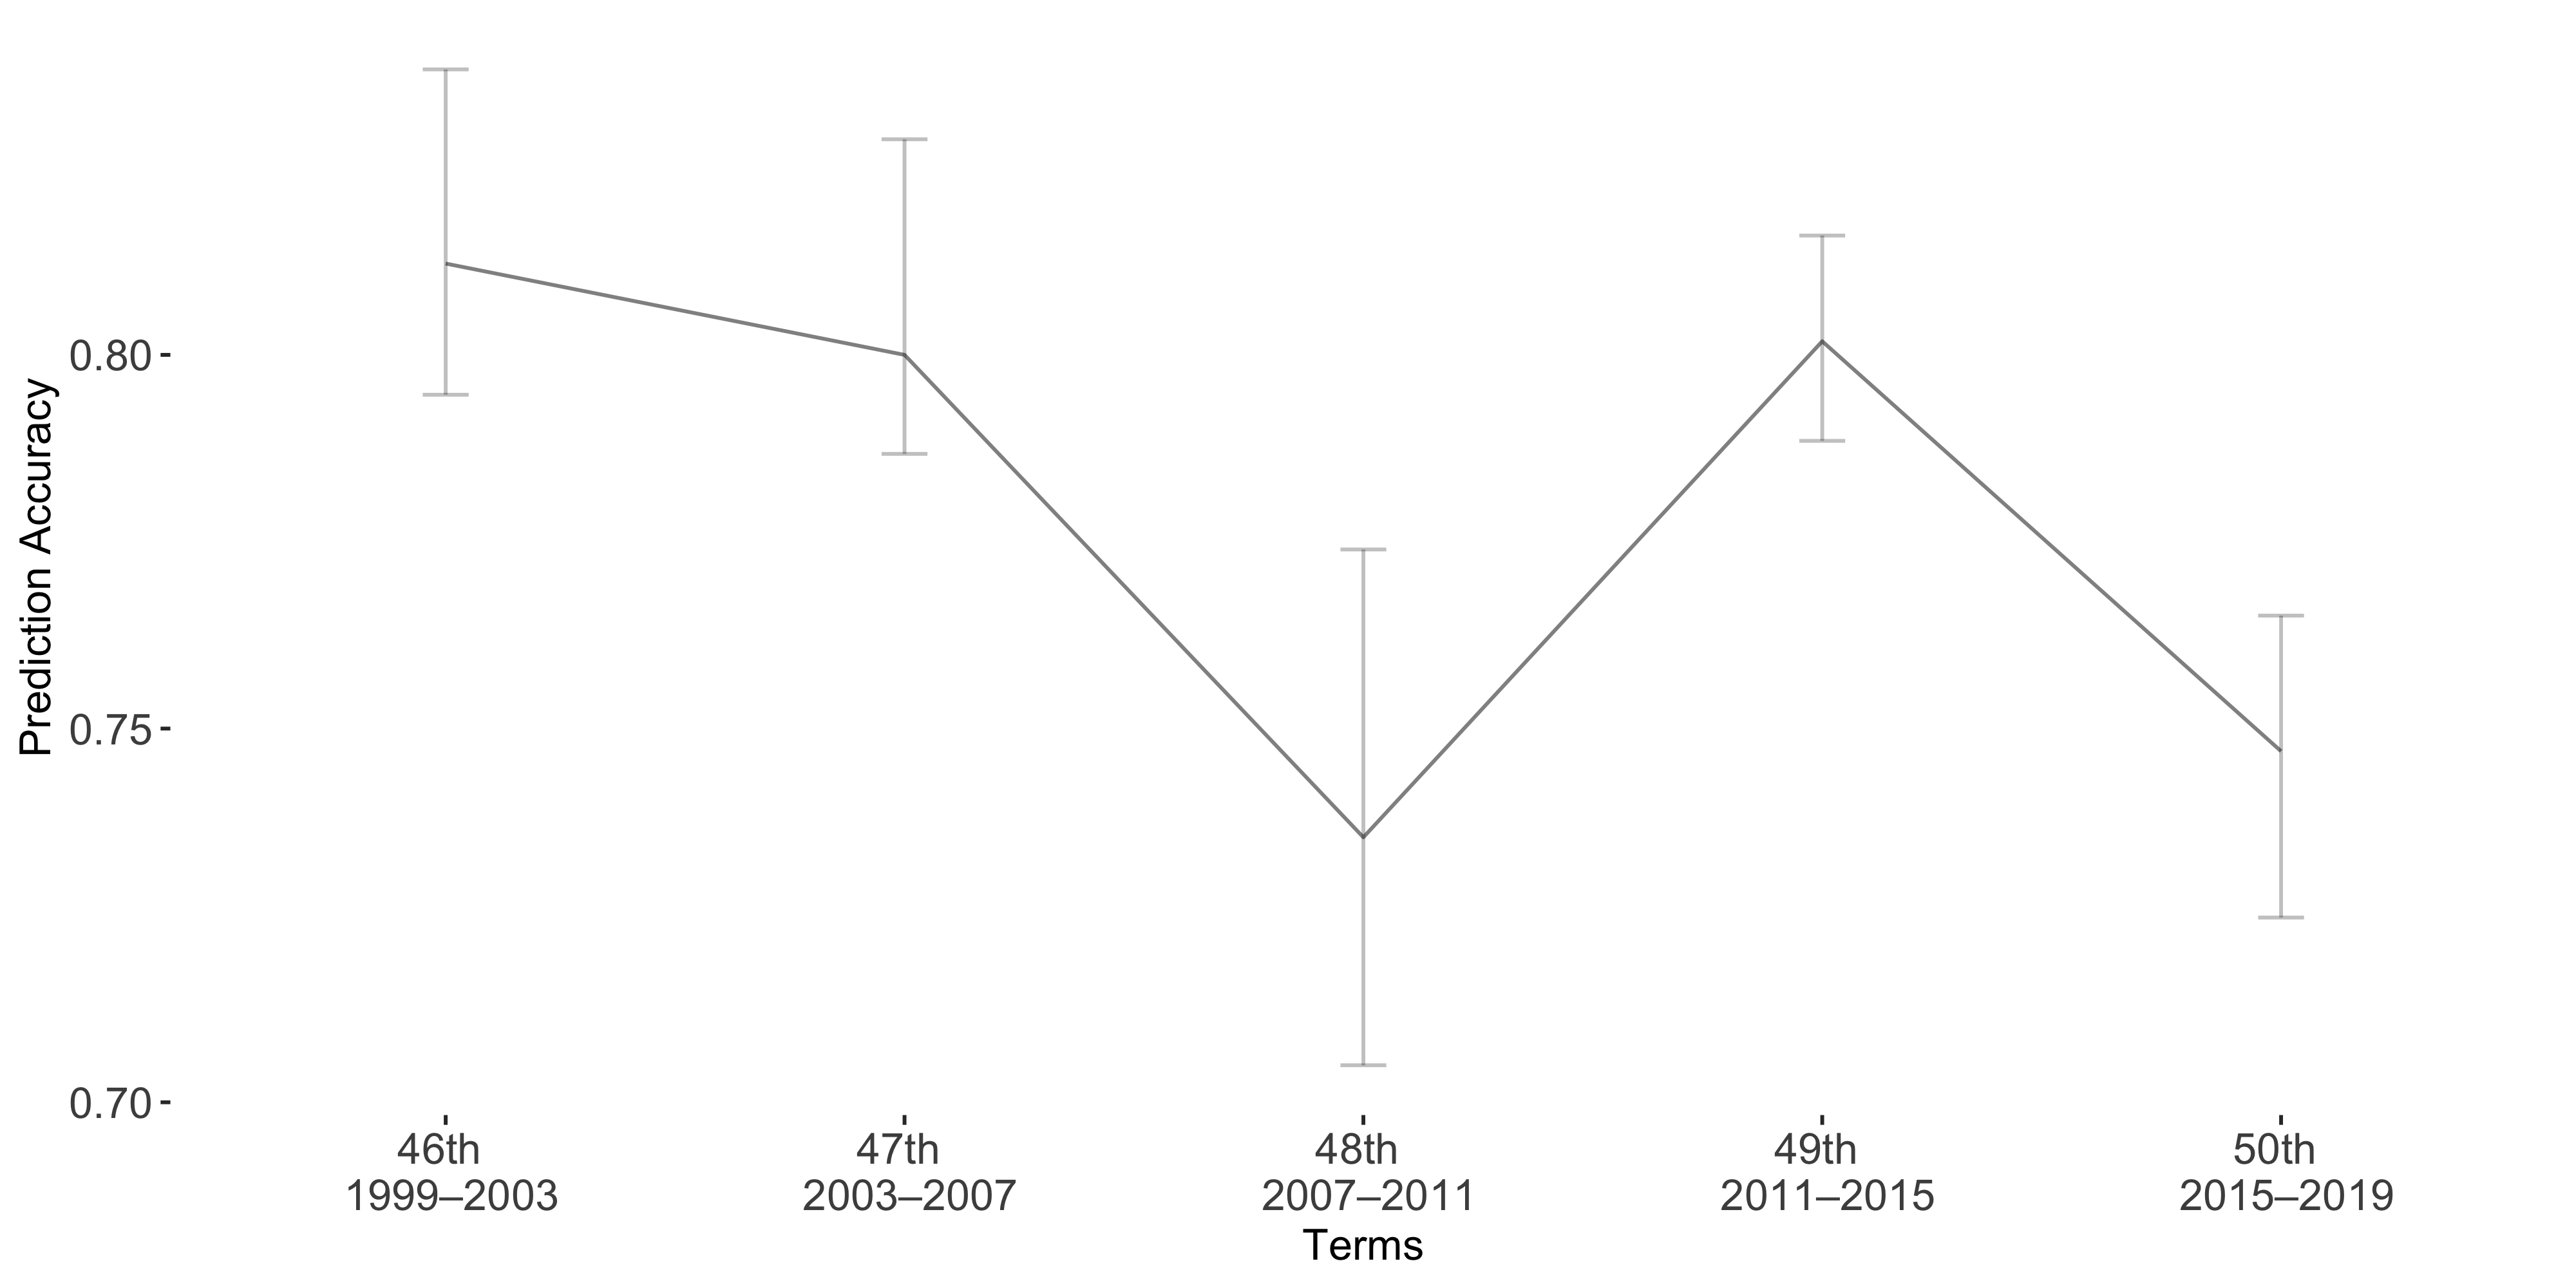 Prediction Accuracy
0.80
0.75
0.70
46th
1999–2003
47th
2003–2007
48th
2007–2011
49th
2011–2015
50th
2015–2019
Terms